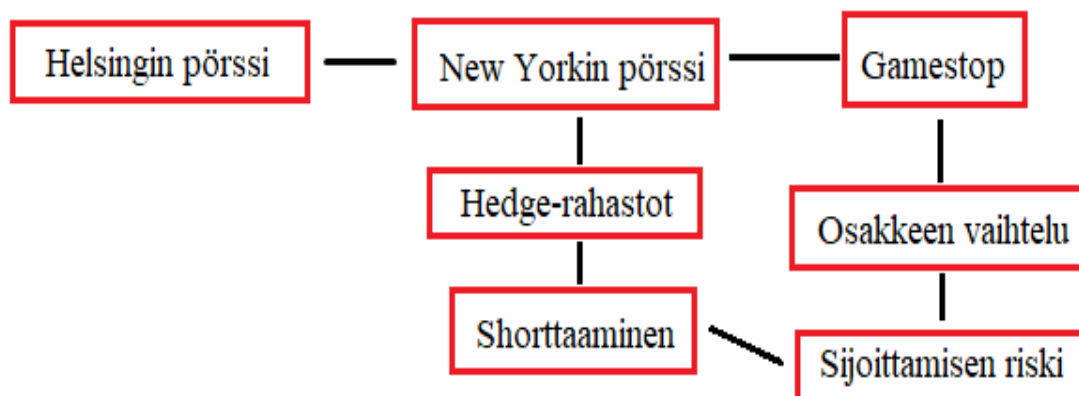 Helsingin pörssi
New Yorkin pörssi
Gamestop
Hedge-rahastot
Osakkeen vaihtelu
Shorttaaminen
Sijoittamisen riski